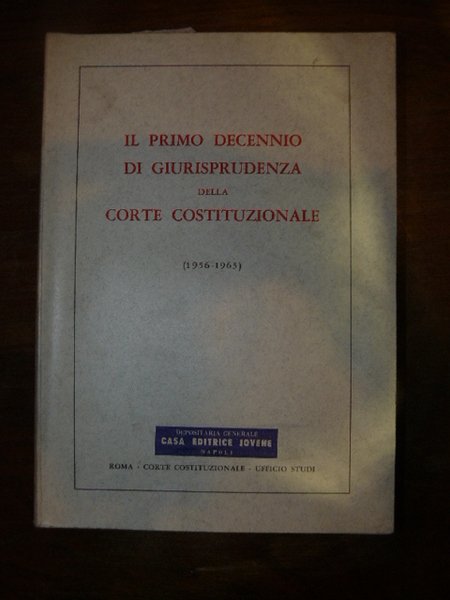 IL PRIMO DECENNIO
DI GIURISPRUDENZA
DELLA
CORTE COSTITUZIONALE
(1956-1965)
DEPOSITARIA GENERALE
CASA EDITRICE JOVENE
NAPOLI
ROMA - CORTE COSTITUZIONALE - UFFICIO STUDI